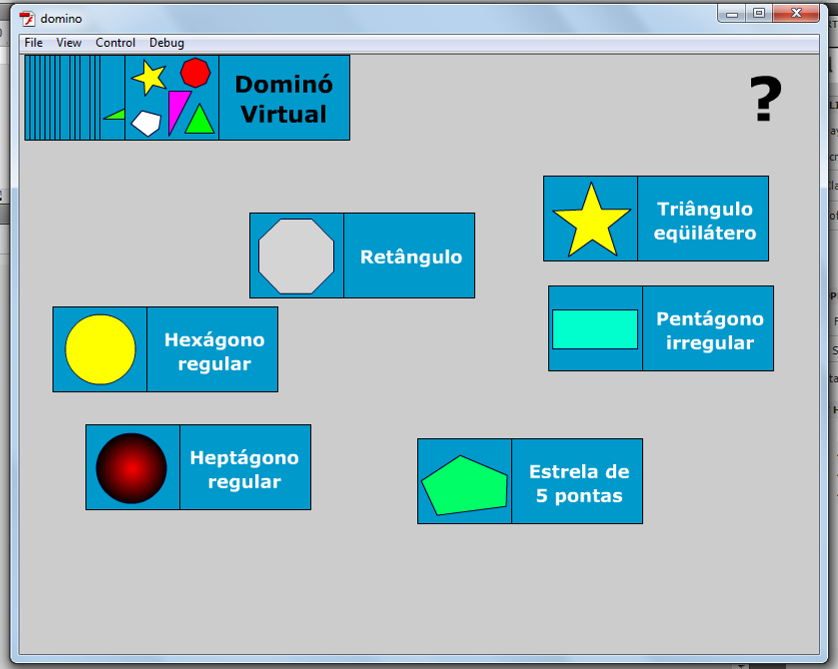 domino
File View Control Debug
Dominó
Virtual
?
Triângulo
eqüilátero
Retângulo
Pentágono
irregular
Hexágono
regular
Heptágono
regular
Estrela de
5 pontas